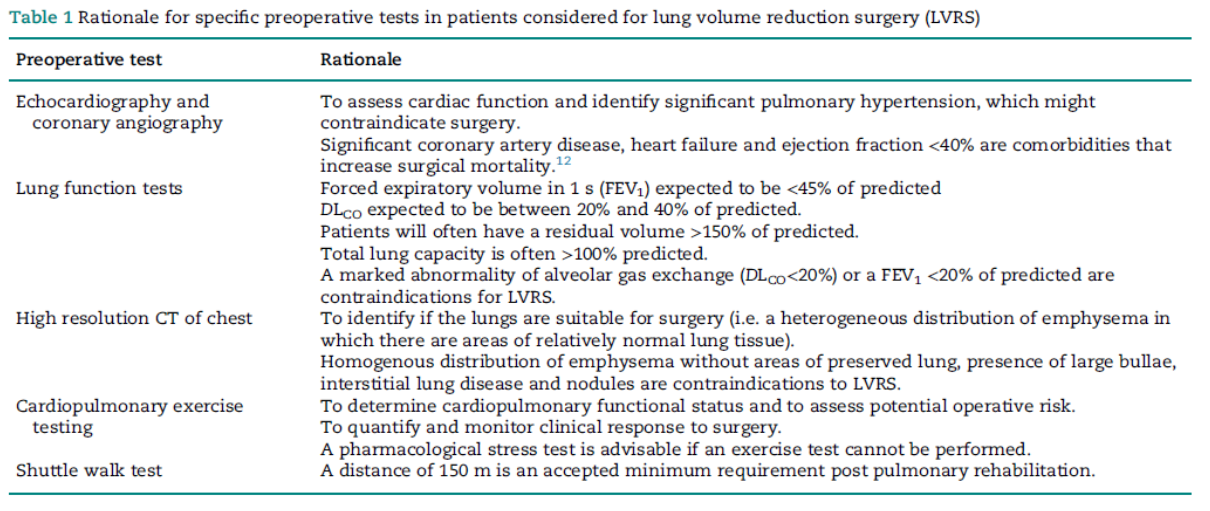 Table 1 Rationale for specific preoperative tests in patients considered for lung volume reduction surgery (LVRS)
Preoperative test Rationale
Echocardiography and To assess cardiac function and identify significant pulmonary hypertension, which might
coronary angiography contraindicate surgery.
Significant coronary artery disease, heart failure and ejection fraction <40% are comorbidities that
increase surgical mortality.12
Lung function tests Forced expiratory volume in 1 s (FEV1) expected to be <45% of predicted
DLCO expected to be between 20% and 40% of predicted.
Patients will often have a residual volume >150% of predicted.
Total lung capacity is often >100% predicted.
A marked abnormality of alveolar gas exchange (DLCO<20%) or a FEV1 <20% of predicted are
contraindications for LVRS.
High resolution CT of chest To identify if the lungs are suitable for surgery (i.e. a heterogeneous distribution of emphysema in
which there are areas of relatively normal lung tissue).
Homogenous distribution of emphysema without areas of preserved lung, presence of large bullae,
interstitial lung disease and nodules are contraindications to LVRS.
Cardiopulmonary exercise To determine cardiopulmonary functional status and to assess potential operative risk.
testing To quantify and monitor clinical response to surgery.
A pharmacological stress test is advisable if an exercise test cannot be performed.
Shuttle walk test A distance of 150 m is an accepted minimum requirement post pulmonary rehabilitation.